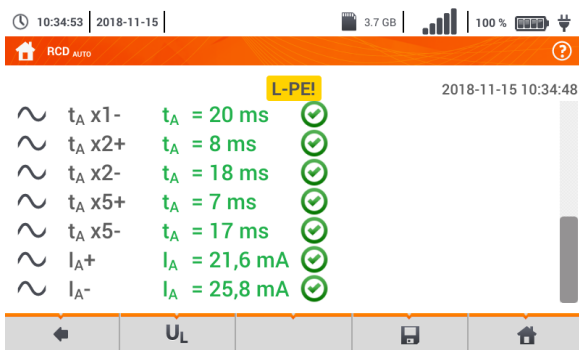 10:34:53 2018-11-15 3.7 GB 100 %
RCD AUTO ?
L-PE! 2018-11-15 10:34:48
tA x1- tA = 20 ms
tA x2+ tA = 8 ms
tA x2- tA = 18 ms
tA x5+ tA = 7 ms
tA x5- tA = 17 ms
IA+ IA = 21,6 mA
IA- IA = 25,8 mA
UL